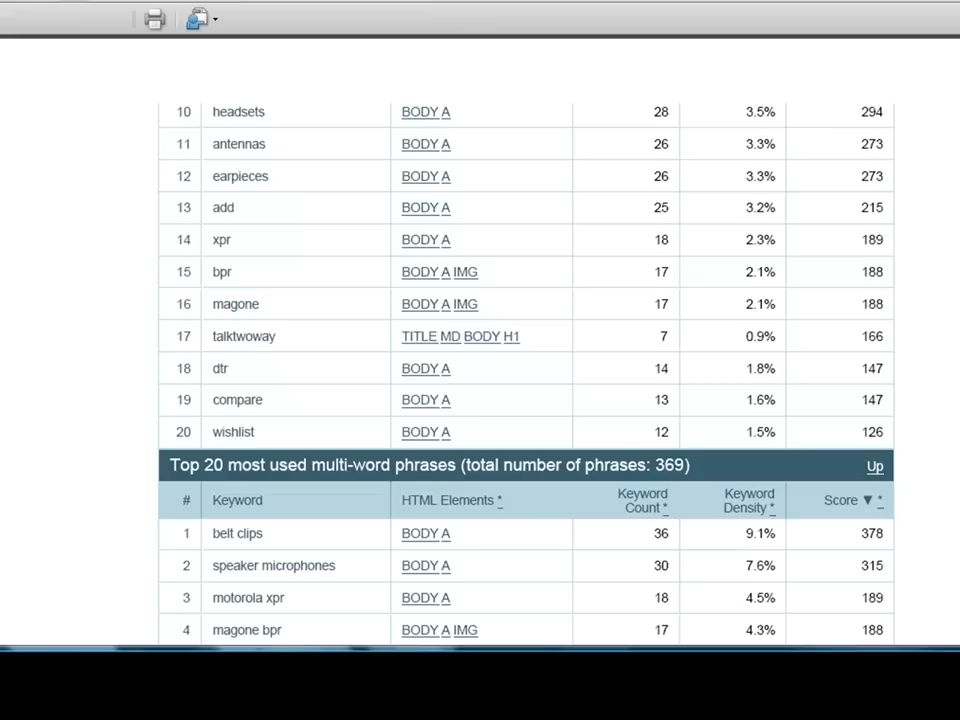 10 headsets BODY A 28 3.5% 294
11 antennas BODY A 26 3.3% 273
12 earpieces BODY A 26 3.3% 273
13 add BODY A 25 3.2% 215
14 xpr BODY A 18 2.3% 189
15 bpr BODY A IMG 17 2.1% 188
16 magone BODY A IMG 17 2.1% 188
17 talktwoway TITLE MD BODY H1 7 0.9% 166
18 dtr BODY A 14 1.8% 147
19 compare BODY A 13 1.6% 147
20 wishlist BODY A 12 1.5% 126
Top 20 most used multi-word phrases (total number of phrases: 369) Up
# Keyword HTML Elements * Keyword Count * Keyword Density * Score ▼ *
1 belt clips BODY A 36 9.1% 378
2 speaker microphones BODY A 30 7.6% 315
3 motorola xpr BODY A 18 4.5% 189
4 magone bpr BODY A IMG 17 4.3% 188